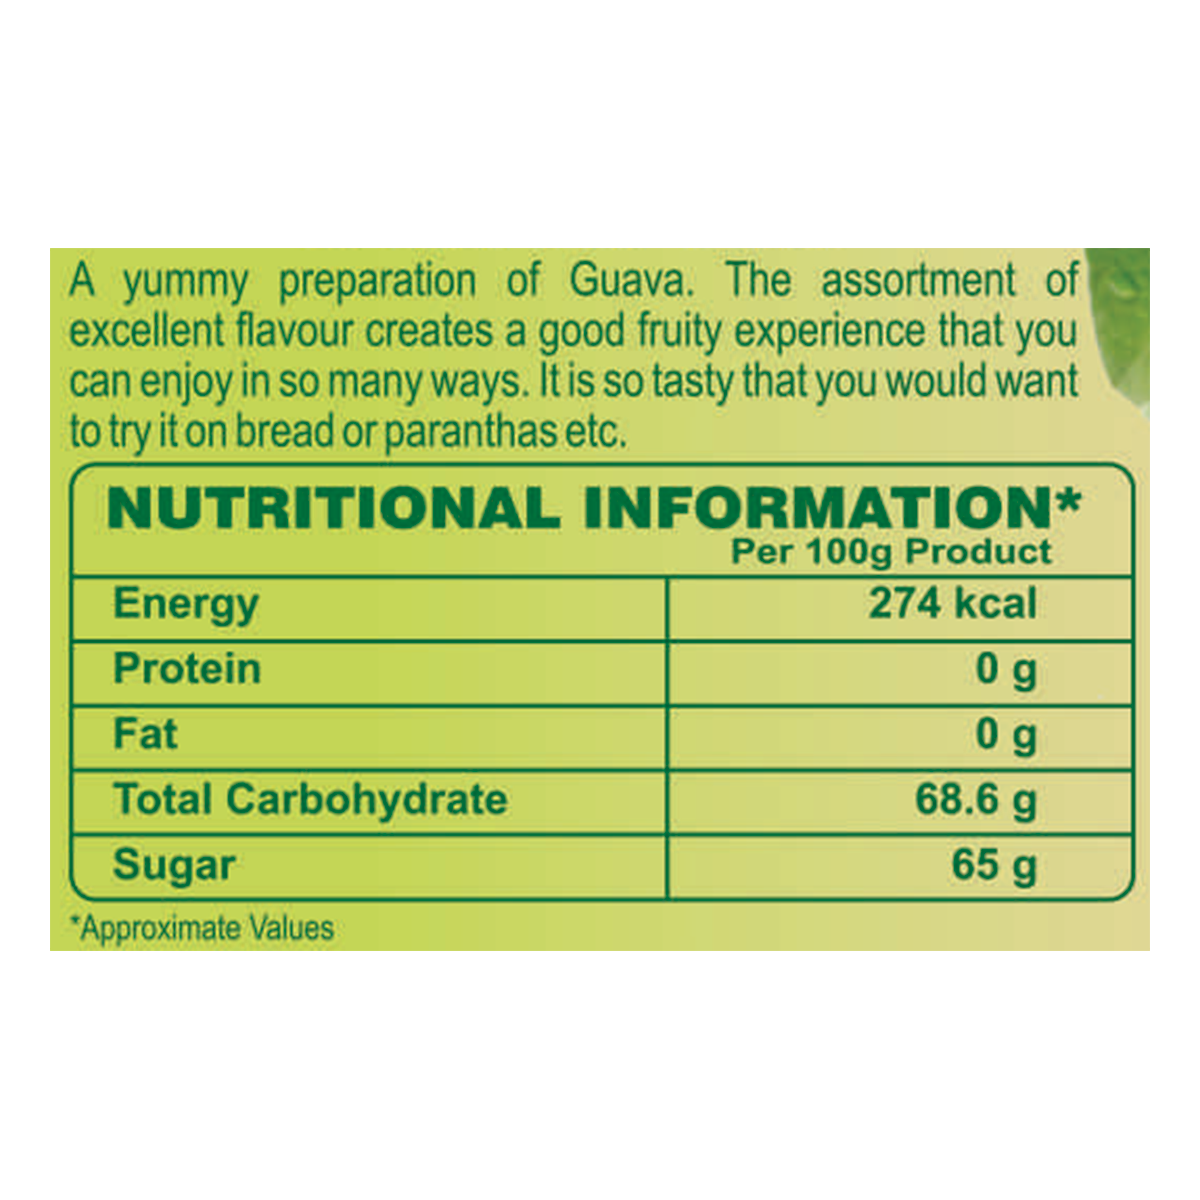 A yummy preparation of Guava. The assortment of
excellent flavour creates a good fruity experience that you
can enjoy in so many ways. It is so tasty that you would want
to try it on bread or paranthas etc.
NUTRITIONAL INFORMATION*
Per 100g Product
Energy 274 kcal
Protein 0 g
Fat 0 g
Total Carbohydrate 68.6 g
Sugar 65 g
*Approximate Values